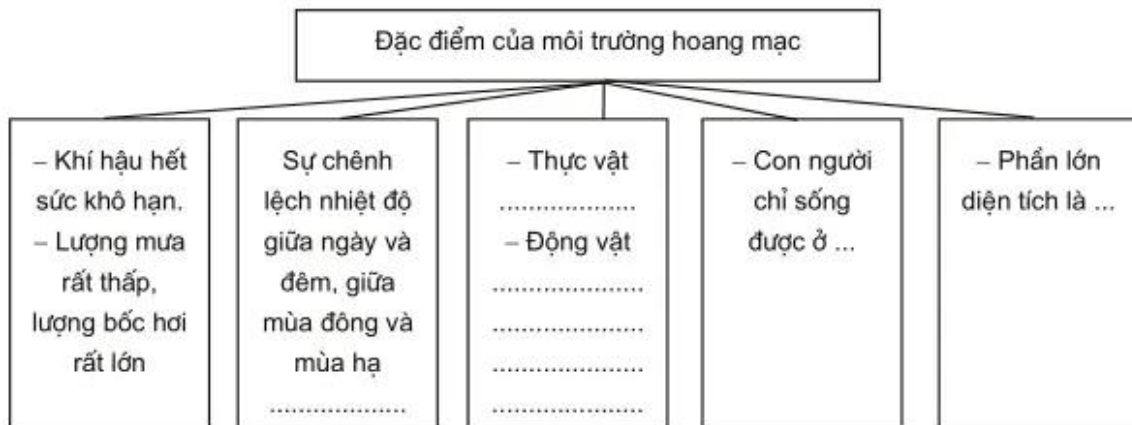 Đặc điểm của môi trường hoang mạc
– Khí hậu hết
sức khô hạn.
– Lượng mưa
rất thấp,
lượng bốc hơi
rất lớn
Sự chênh
lệch nhiệt độ
giữa ngày và
đêm, giữa
mùa đông và
mùa hạ
...................
– Thực vật
.......................
– Động vật
.....................
.....................
.....................
.....................
– Con người
chỉ sống
được ở ...
– Phần lớn
diện tích là ...